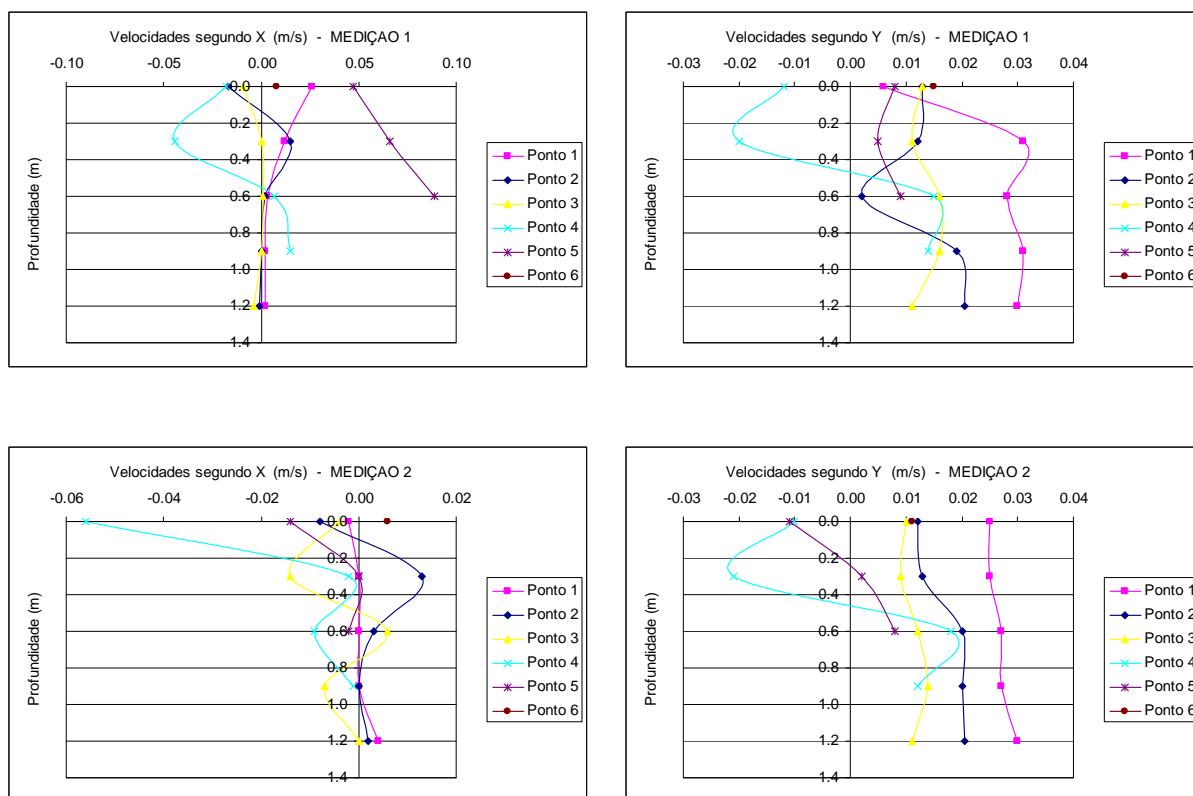 Velocidades segundo X (m/s) - MEDIÇAO 1
-0.10 -0.05 0.00 0.05 0.10
0.0
0.2
0.4
0.6
0.8
1.0
1.2
1.4
Profundidade (m)
Ponto 1
Ponto 2
Ponto 3
Ponto 4
Ponto 5
Ponto 6
Velocidades segundo Y (m/s) - MEDIÇAO 1
-0.03 -0.02 -0.01 0.00 0.01 0.02 0.03 0.04
0.0
0.2
0.4
0.6
0.8
1.0
1.2
1.4
Profundidade (m)
Ponto 1
Ponto 2
Ponto 3
Ponto 4
Ponto 5
Ponto 6
Velocidades segundo X (m/s) - MEDIÇAO 2
-0.06 -0.04 -0.02 0.00 0.02
0.0
0.2
0.4
0.6
0.8
1.0
1.2
1.4
Profundidade (m)
Ponto 1
Ponto 2
Ponto 3
Ponto 4
Ponto 5
Ponto 6
Velocidades segundo Y (m/s) - MEDIÇAO 2
-0.03 -0.02 -0.01 0.00 0.01 0.02 0.03 0.04
0.0
0.2
0.4
0.6
0.8
1.0
1.2
1.4
Profundidade (m)
Ponto 1
Ponto 2
Ponto 3
Ponto 4
Ponto 5
Ponto 6